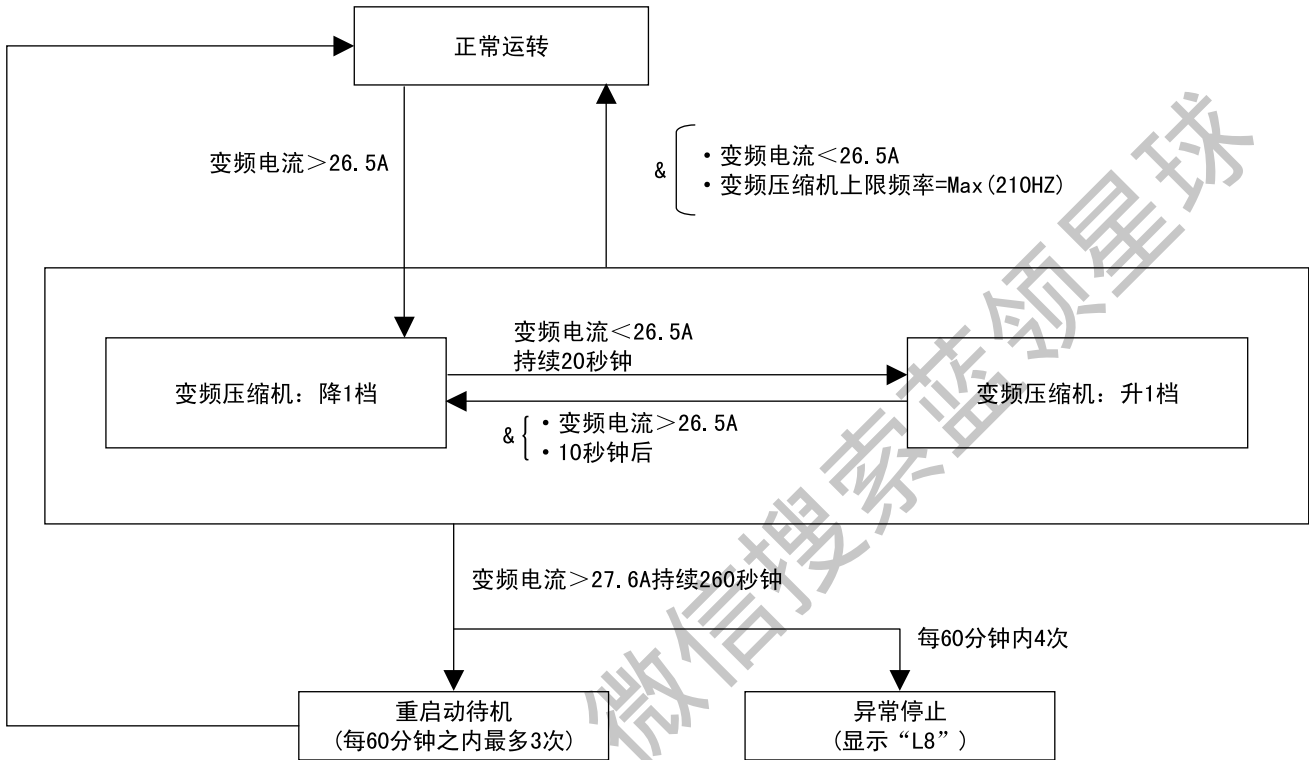 正常运转
变频电流＞26.5A
&
・变频电流＜26.5A
・变频压缩机上限频率=Max(210HZ)
变频电流＜26.5A
持续20秒钟
变频压缩机：降1档
变频压缩机：升1档
&
・变频电流＞26.5A
・10秒钟后
变频电流＞27.6A持续260秒钟
每60分钟内4次
重启动待机
(每60分钟之内最多3次)
异常停止
(显示“L8”)
微信搜索蓝领星球